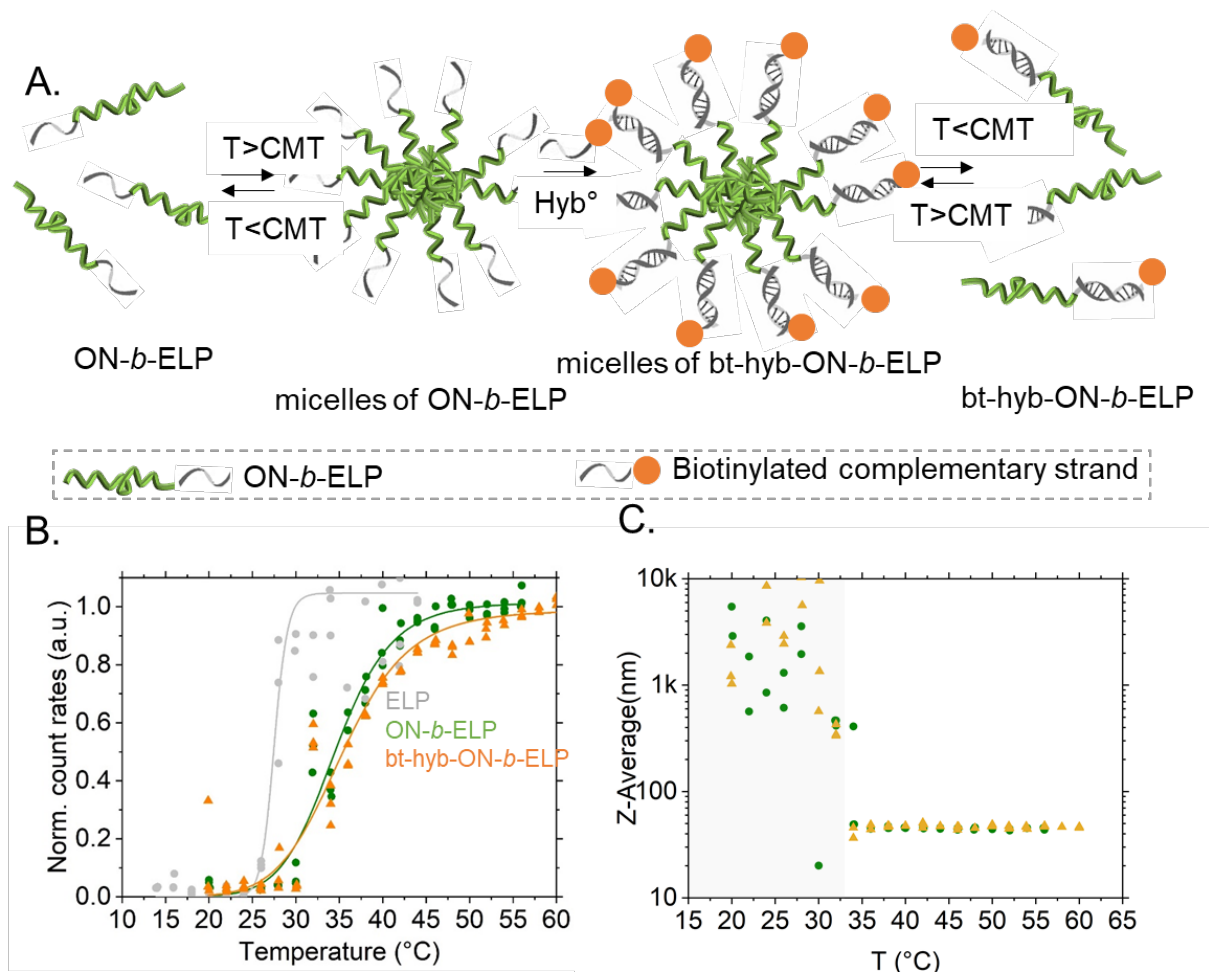 A.
T>CMT
T<CMT
Hyb°
T<CMT
T>CMT
ON-b-ELP
micelles of ON-b-ELP
micelles of bt-hyb-ON-b-ELP
bt-hyb-ON-b-ELP
ON-b-ELP
Biotinylated complementary strand
B.
Norm. count rates (a.u.)
1.0
0.8
0.6
0.4
0.2
0.0
10 15 20 25 30 35 40 45 50 55 60
Temperature (°C)
ELP
ON-b-ELP
bt-hyb-ON-b-ELP
C.
Z-Average(nm)
10k
1k
100
10
15 20 25 30 35 40 45 50 55 60 65
T (°C)